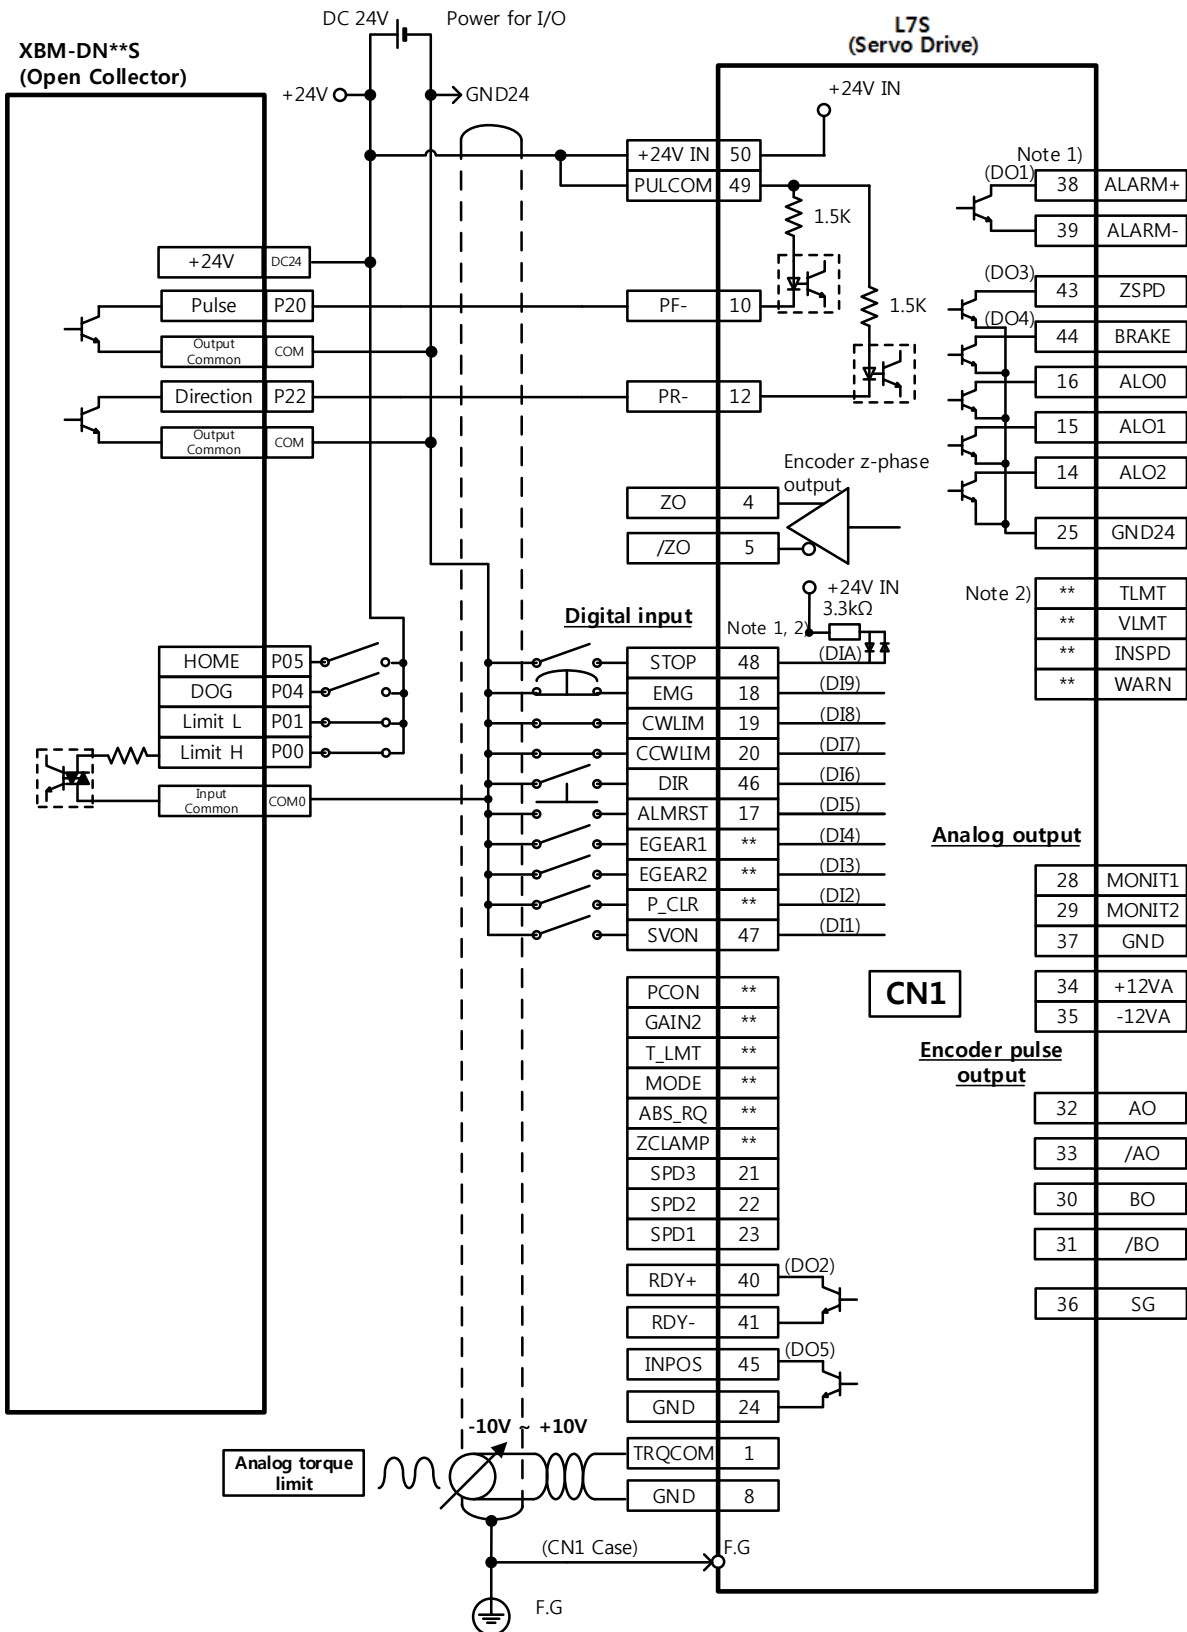 DC 24V
Power for I/O
L7S
(Servo Drive)
XBM-DN**S
(Open Collector)
+24V
GND24
+24V IN
+24V IN 50
PULCOM 49
1.5K
1.5K
Note 1)
(DO1)
38 ALARM+
39 ALARM-
+24V DC24
Pulse P20
Output
Common
COM
Direction P22
Output
Common
COM
PF- 10
PR- 12
(DO3)
43 ZSPD
(DO4)
44 BRAKE
16 ALO0
15 ALO1
14 ALO2
25 GND24
Encoder z-phase
output
ZO 4
/ZO 5
+24V IN
3.3kΩ
Note 2)
** TLMT
** VLMT
** INSPD
** WARN
Digital input
Note 1, 2)
HOME P05
DOG P04
Limit L P01
Limit H P00
Input
Common
COM0
STOP 48 (DIA)
EMG 18 (DI9)
CWLIM 19 (DI8)
CCWLIM 20 (DI7)
DIR 46 (DI6)
ALMRST 17 (DI5)
EGEAR1 ** (DI4)
EGEAR2 ** (DI3)
P_CLR ** (DI2)
SVON 47 (DI1)
Analog output
28 MONIT1
29 MONIT2
37 GND
34 +12VA
35 -12VA
CN1
PCON **
GAIN2 **
T_LMT **
MODE **
ABS_RQ **
ZCLAMP **
SPD3 21
SPD2 22
SPD1 23
Encoder pulse
output
32 AO
33 /AO
30 BO
31 /BO
36 SG
RDY+ 40
(DO2)
RDY- 41
INPOS 45
(DO5)
GND 24
-10V ~ +10V
Analog torque
limit
TRQCOM 1
GND 8
(CN1 Case)
F.G
F.G